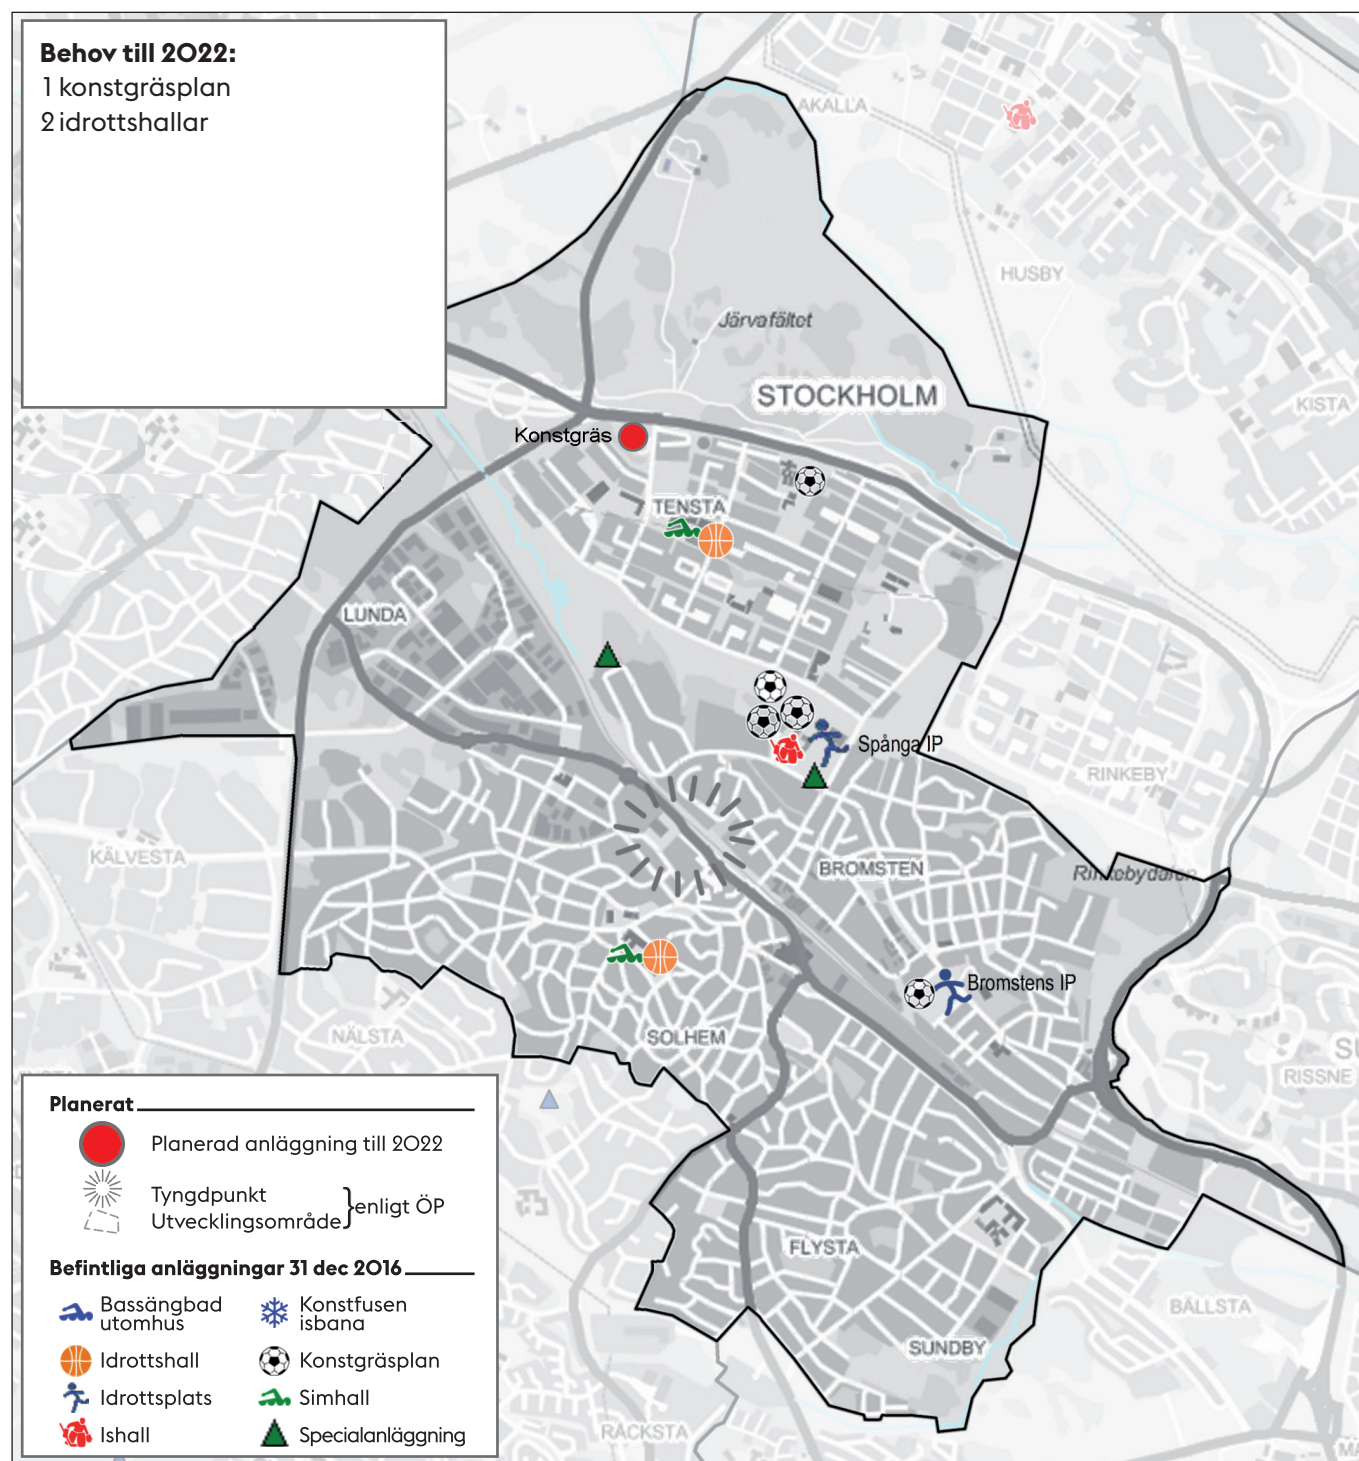 Behov till 2022:
1 konstgräsplan
2 idrottshallar
AKALLA
HUSBY
Järvafältet
STOCKHOLM
KISTA
Konstgräs
TENSTA
LUNDA
Spånga IP
RINKEBY
KÄLVESTA
BROMSTEN
Rinkebydalen
Bromstens IP
NÄLSTA
SOLHEM
RISSNE
FLYSTA
BÄLLSTA
SUNDBY
RÅCKSTA
Planerat
Planerad anläggning till 2022
Tyngdpunkt
Utvecklingsområde
enligt ÖP
Befintliga anläggningar 31 dec 2016
Bassängbad
utomhus
Konstfusen
isbana
Idrottshall
Konstgräsplan
Idrottsplats
Simhall
Ishall
Specialanläggning